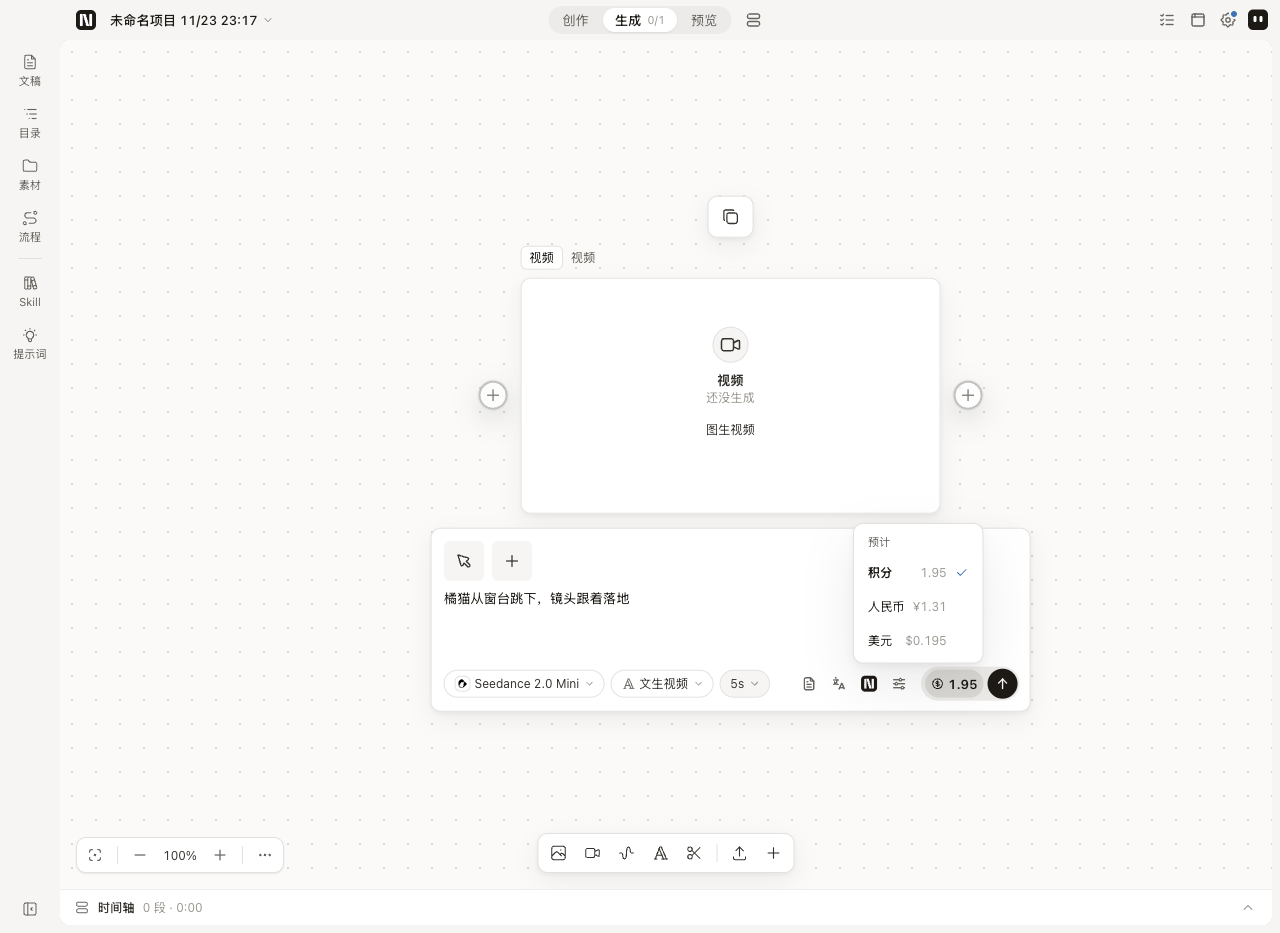 未命名项目 11/23 23:17
创作 生成 0/1 预览
文稿
目录
素材
流程
Skill
提示词
视频 视频
视频
还没生成
图生视频
预计
积分 1.95
人民币 ¥1.31
美元 $0.195
橘猫从窗台跳下，镜头跟着落地
Seedance 2.0 Mini 文生视频 5s 1.95
100%
时间轴 0 段 · 0:00